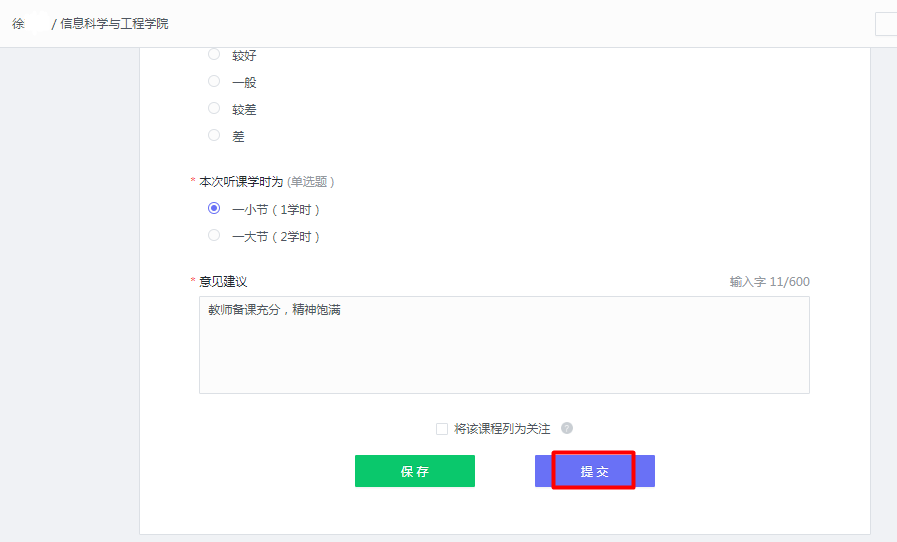 徐 / 信息科学与工程学院
较好
一般
较差
差
* 本次听课学时为 (单选题)
一小节(1学时)
一大节(2学时)
* 意见建议 输入字 11/600
教师备课充分，精神饱满
将该课程列为关注 ?
保存 提交